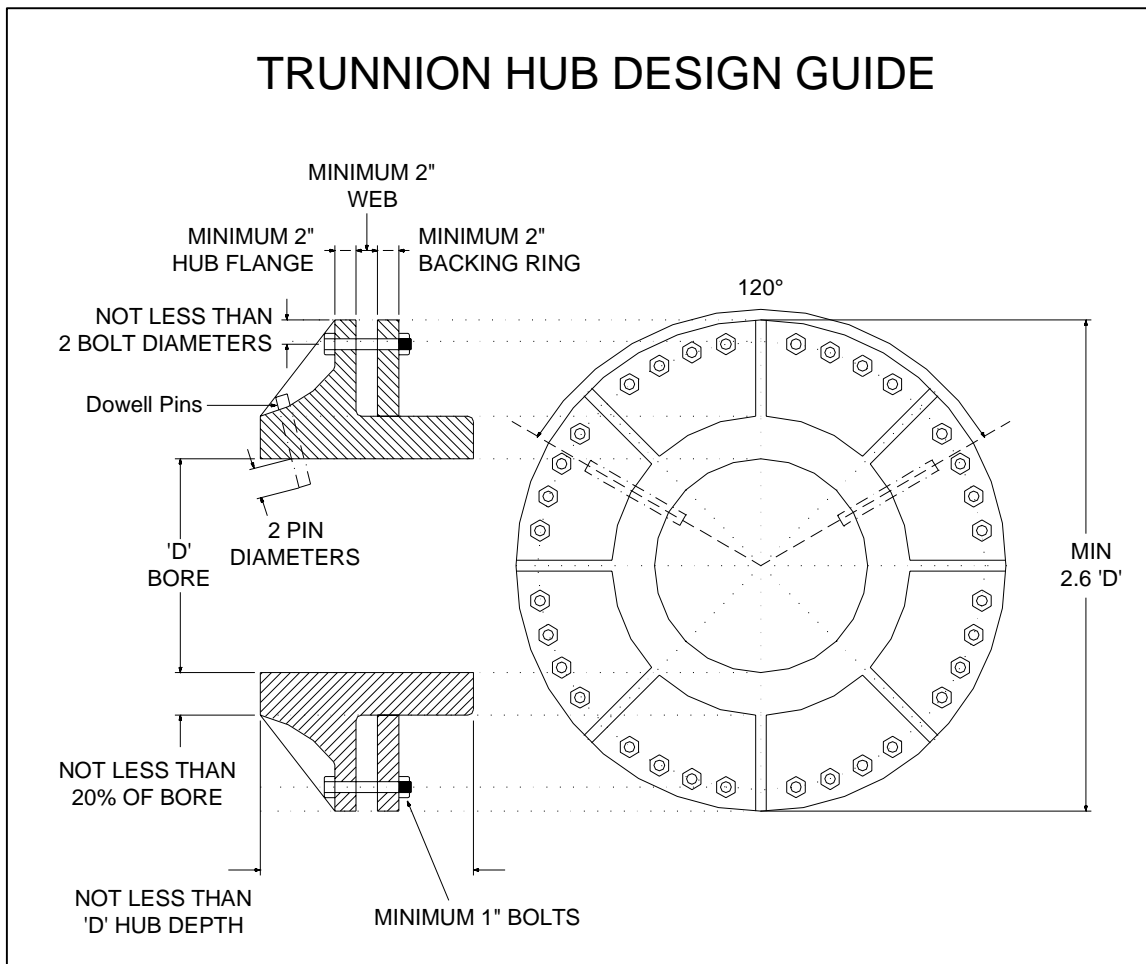 TRUNNION HUB DESIGN GUIDE
MINIMUM 2"
WEB
MINIMUM 2"
HUB FLANGE
MINIMUM 2"
BACKING RING
NOT LESS THAN
2 BOLT DIAMETERS
120°
Dowell Pins
2 PIN
DIAMETERS
'D'
BORE
MIN
2.6 'D'
NOT LESS THAN
20% OF BORE
NOT LESS THAN
'D' HUB DEPTH
MINIMUM 1" BOLTS